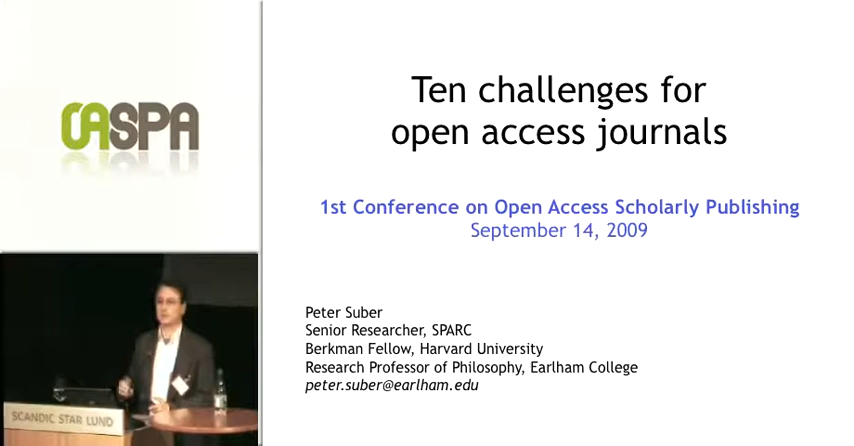 OASPA
Ten challenges for
open access journals
1st Conference on Open Access Scholarly Publishing
September 14, 2009
Peter Suber
Senior Researcher, SPARC
Berkman Fellow, Harvard University
Research Professor of Philosophy, Earlham College
peter.suber@earlham.edu
SCANDIC STAR LUND